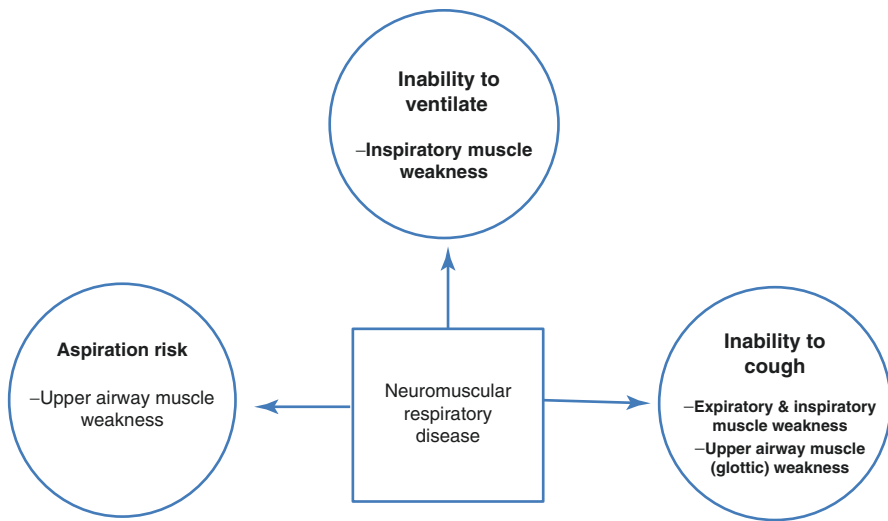 Inability to
ventilate
–Inspiratory muscle
weakness
Aspiration risk
–Upper airway muscle
weakness
Neuromuscular
respiratory
disease
Inability to
cough
–Expiratory & inspiratory
muscle weakness
–Upper airway muscle
(glottic) weakness